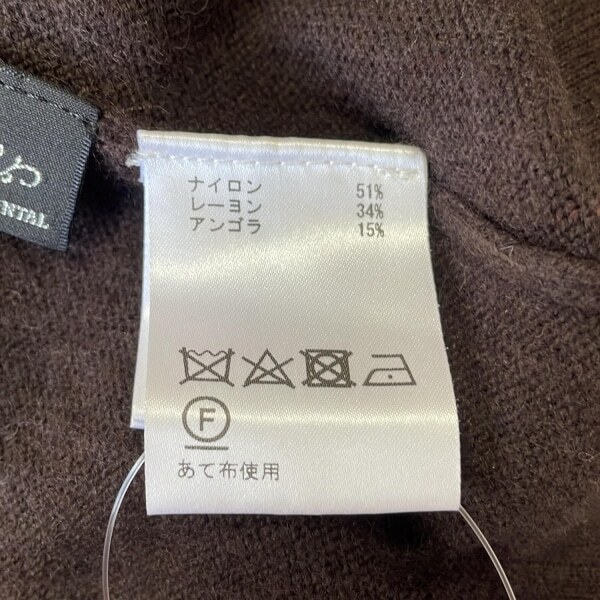 NTAL
ナイロン 51%
レーヨン 34%
アンゴラ 15%
F
あて布使用